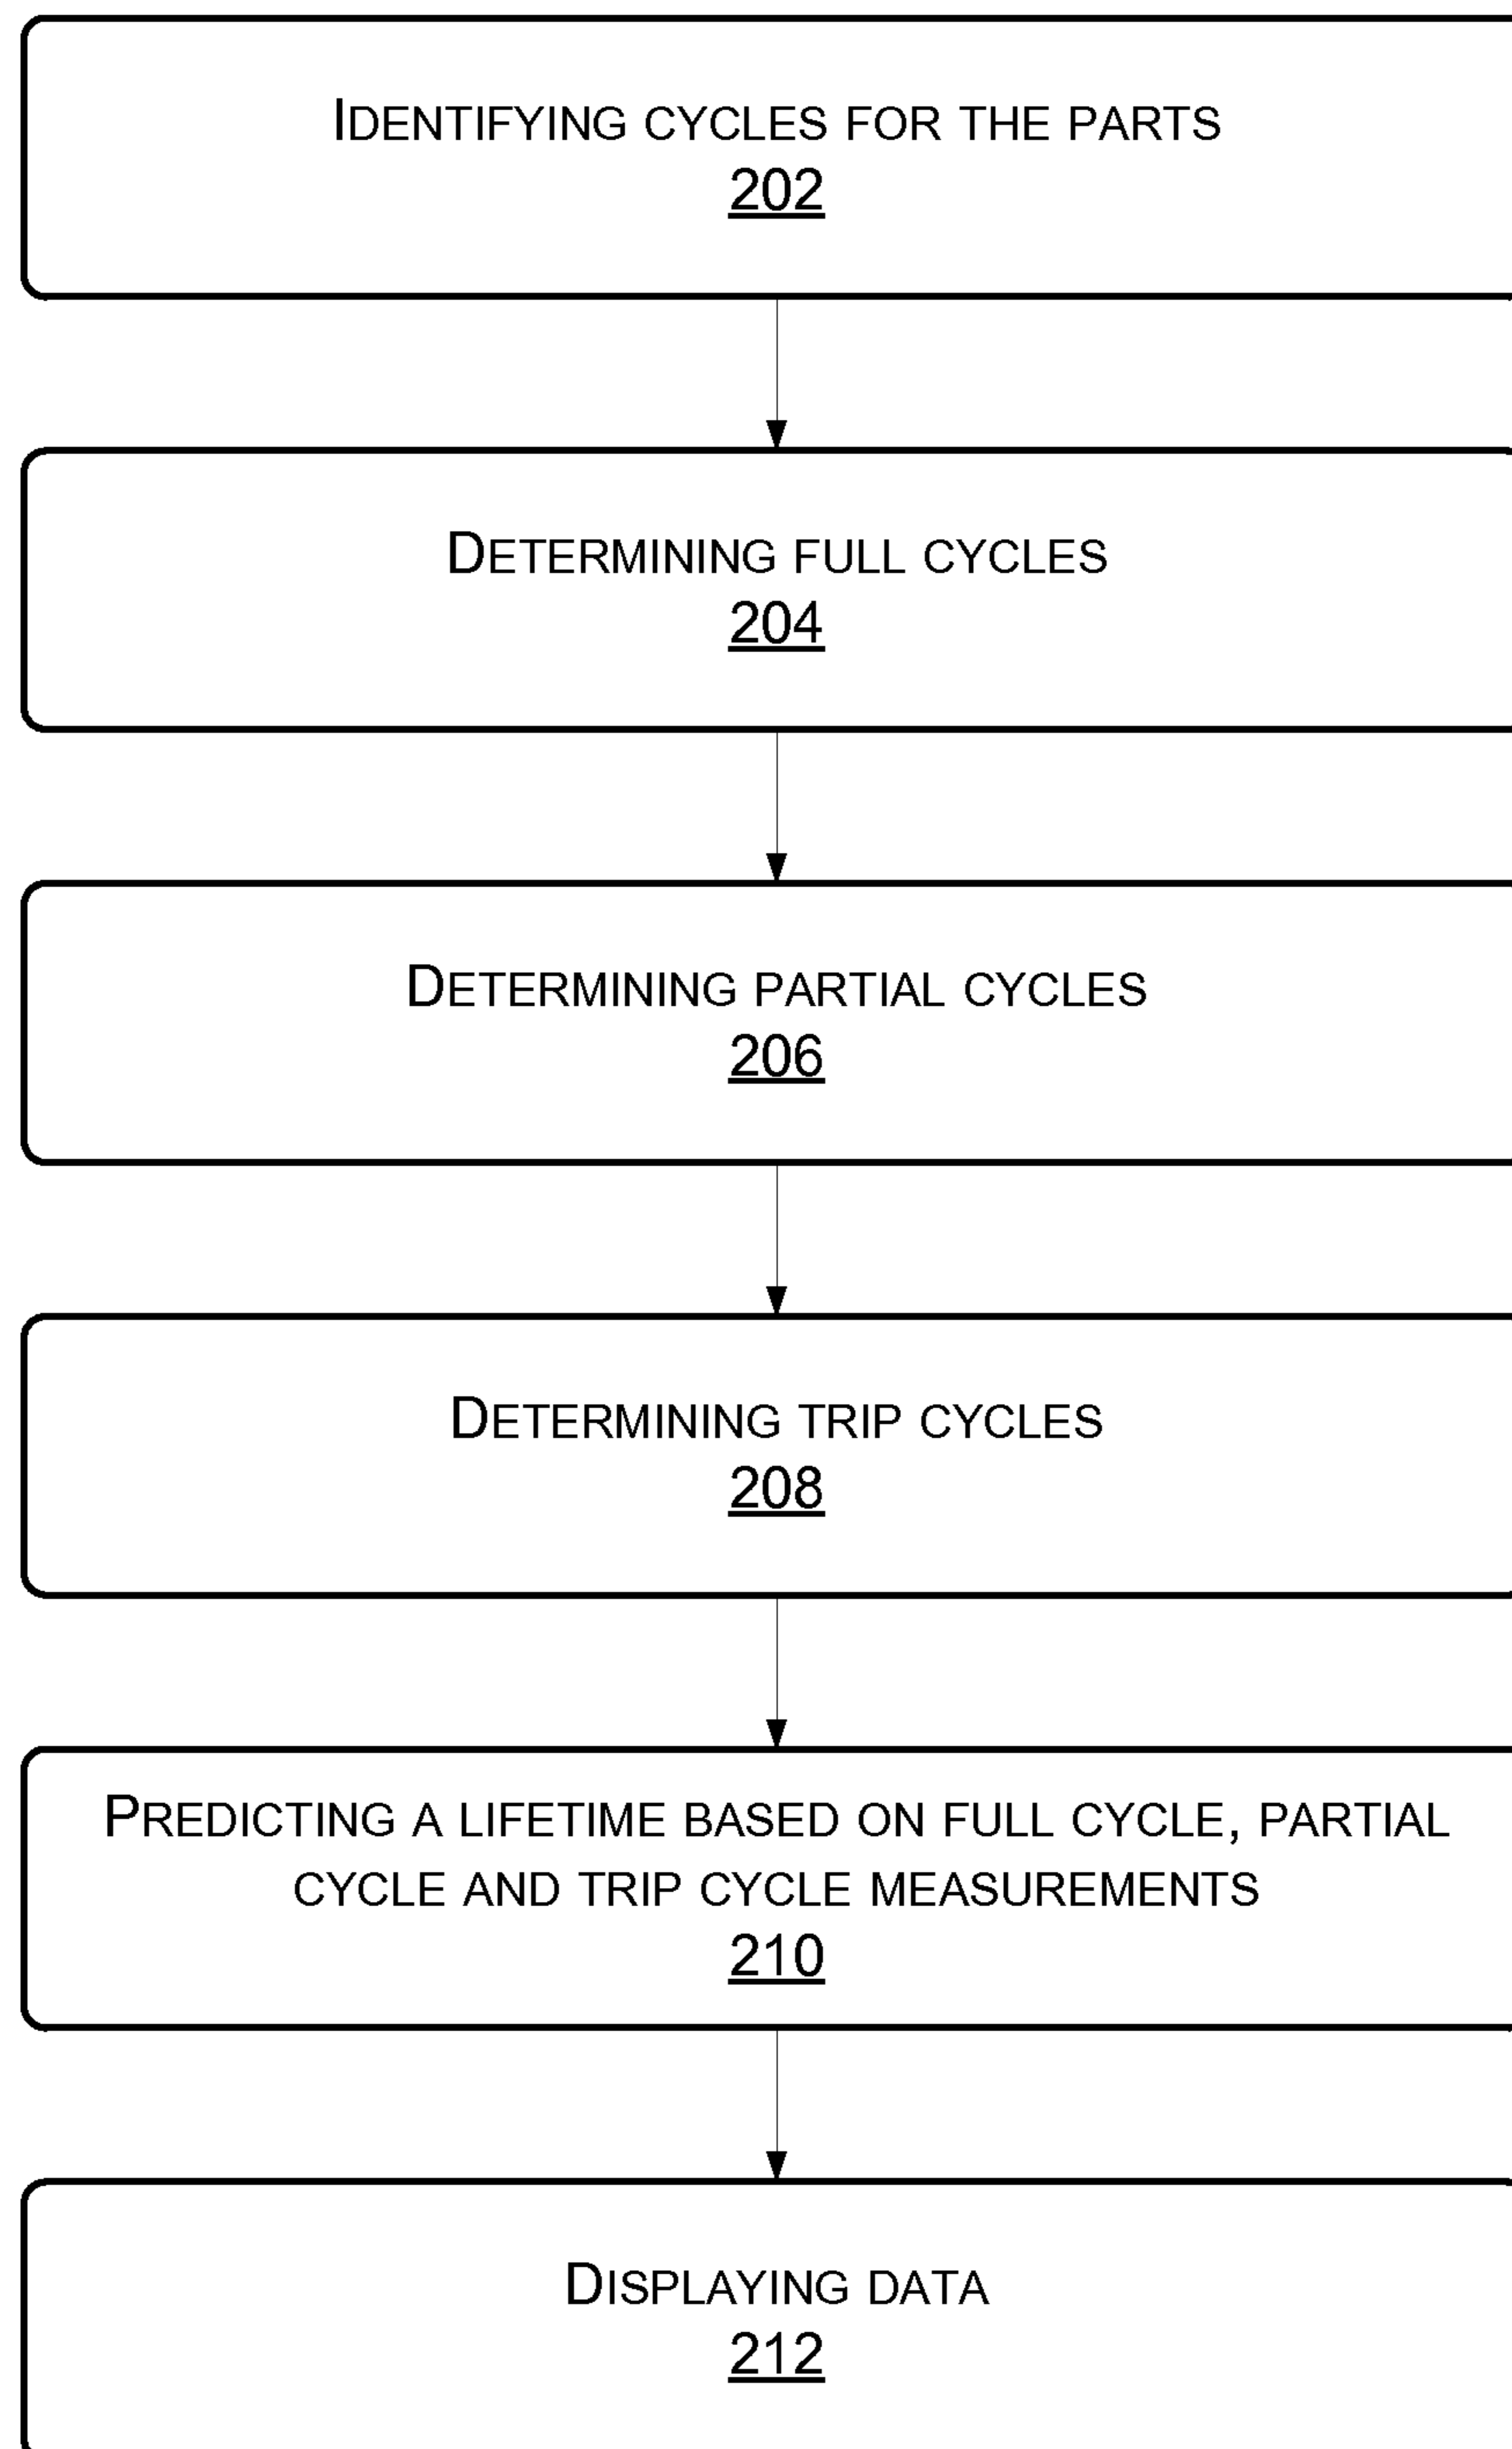 IDENTIFYING CYCLES FOR THE PARTS
202
DETERMINING FULL CYCLES
204
DETERMINING PARTIAL CYCLES
206
DETERMINING TRIP CYCLES
208
PREDICTING A LIFETIME BASED ON FULL CYCLE, PARTIAL
CYCLE AND TRIP CYCLE MEASUREMENTS
210
DISPLAYING DATA
212